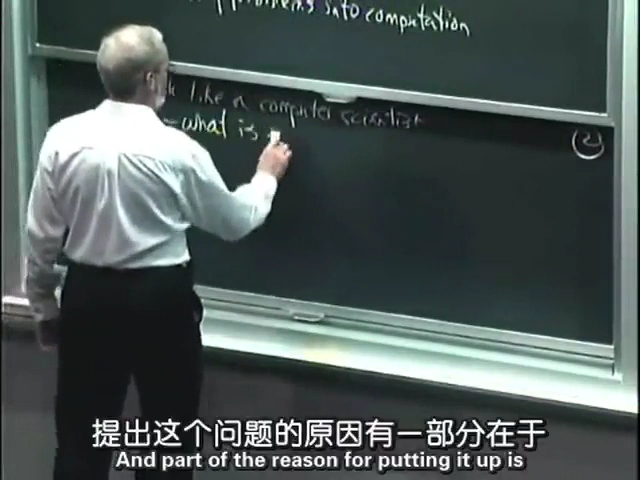 into computation
like a computer scientist
- what is
2
提出这个问题的原因有一部分在于
And part of the reason for putting it up is